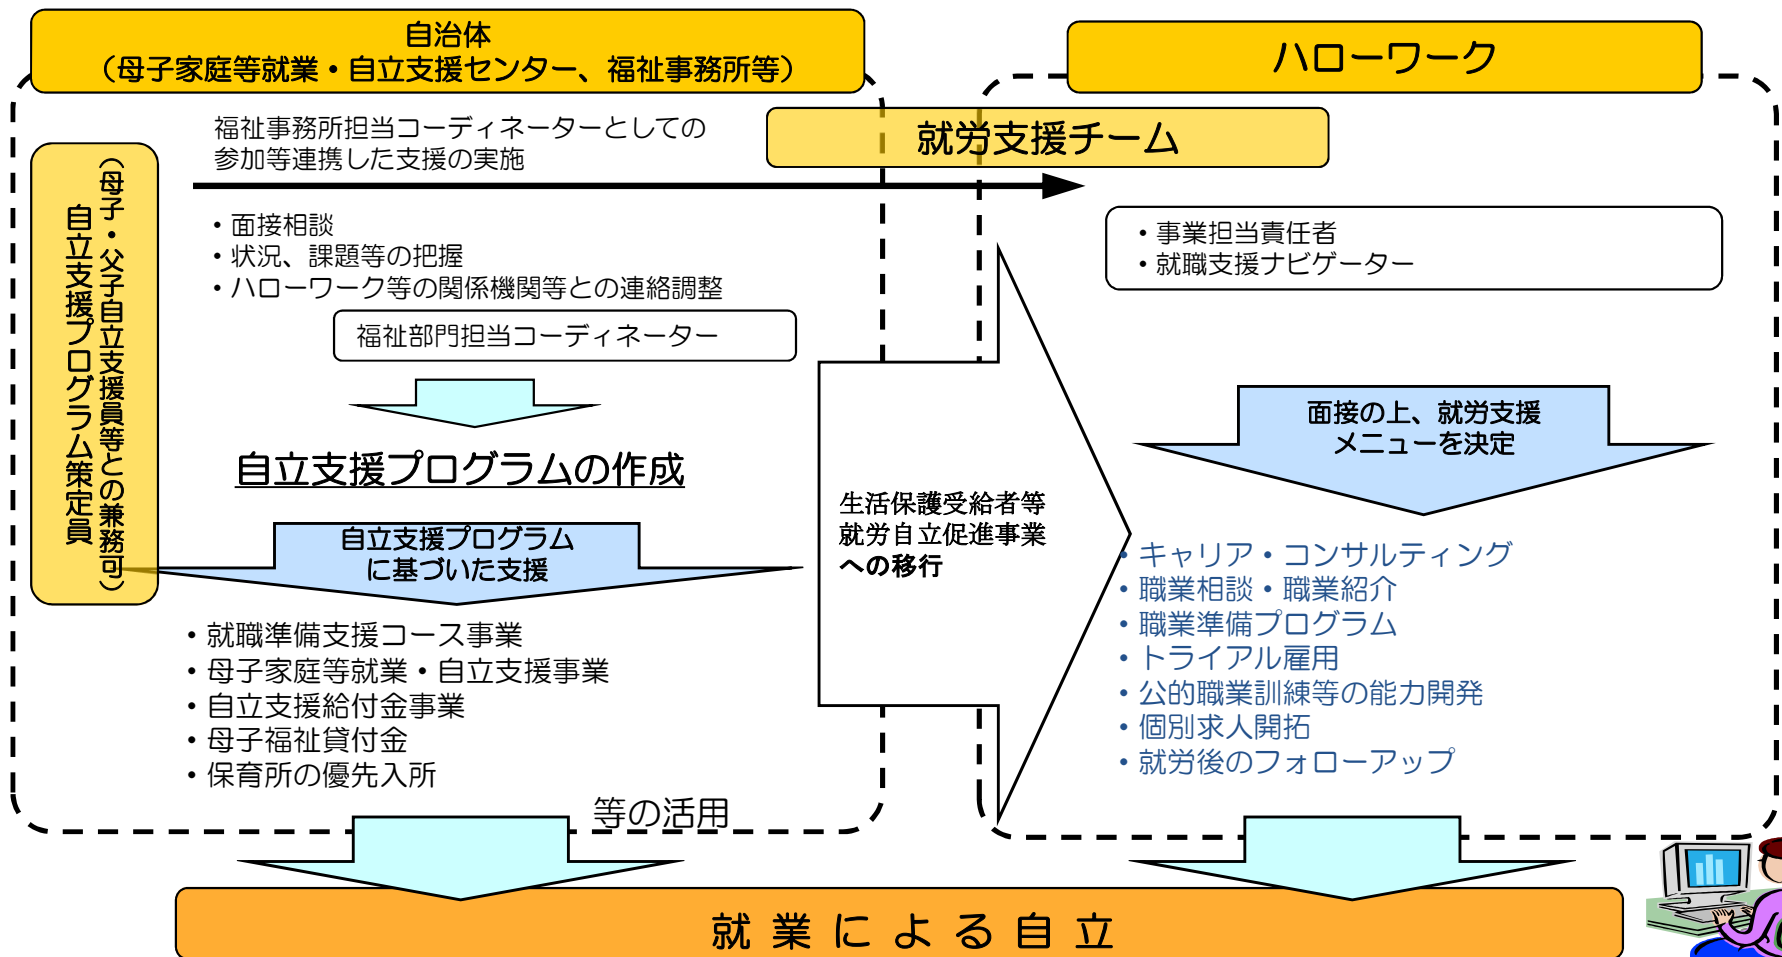 自治体
（母子家庭等就業・自立支援センター、福祉事務所等）
ハローワーク
就労支援チーム
福祉事務所担当コーディネーターとしての
参加等連携した支援の実施
自立支援プログラム策定員
（母子・父子自立支援員等との兼務可）
・面接相談
・状況、課題等の把握
・ハローワーク等の関係機関等との連絡調整
福祉部門担当コーディネーター
自立支援プログラムの作成
自立支援プログラム
に基づいた支援
・就職準備支援コース事業
・母子家庭等就業・自立支援事業
・自立支援給付金事業
・母子福祉貸付金
・保育所の優先入所
等の活用
生活保護受給者等
就労自立促進事業
への移行
・事業担当責任者
・就職支援ナビゲーター
面接の上、就労支援
メニューを決定
・キャリア・コンサルティング
・職業相談・職業紹介
・職業準備プログラム
・トライアル雇用
・公的職業訓練等の能力開発
・個別求人開拓
・就労後のフォローアップ
就業による自立